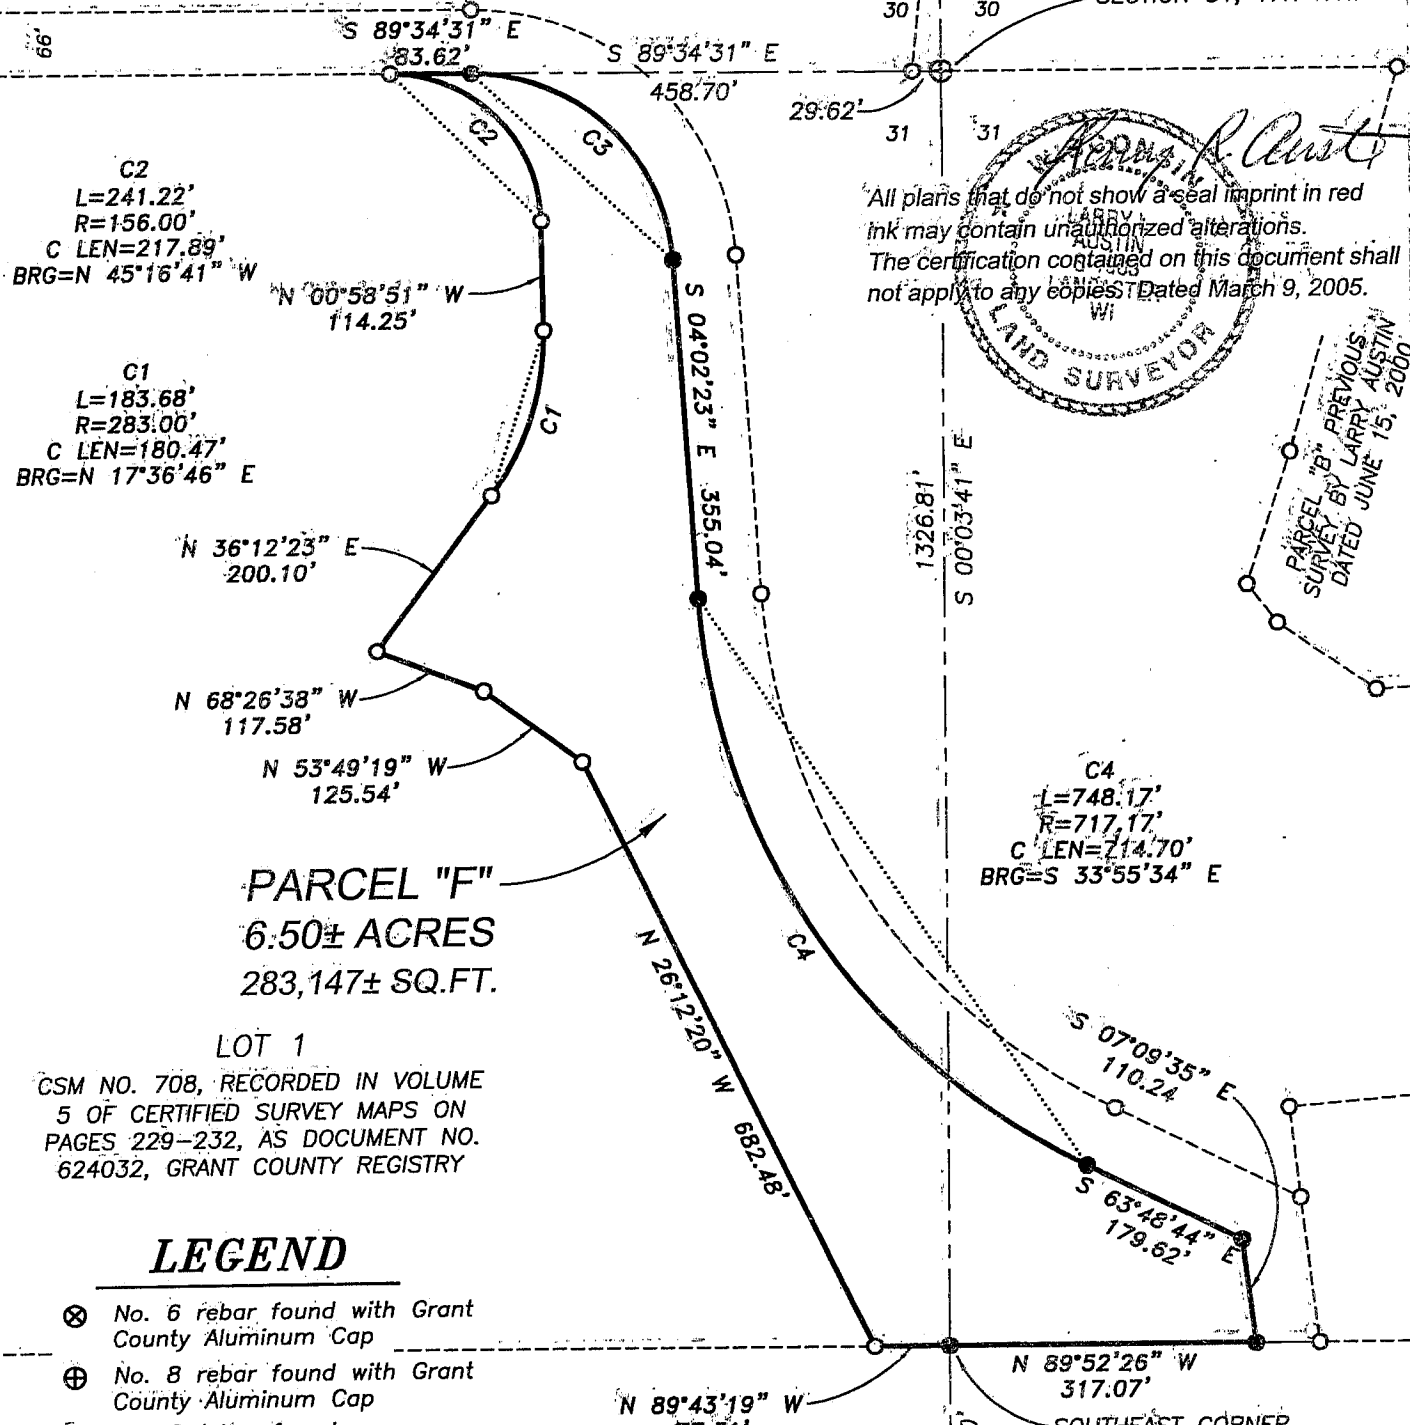 66'
S 89°34'31" E
83.62'
S 89°34'31" E
458.70'
30
30
29.62'
31
31
C2
C3
C2
L=241.22'
R=156.00'
C LEN=217.89'
BRG=N 45°16'41" W
N 00°58'51" W
114.25'
C1
L=183.68'
R=283.00'
C LEN=180.47'
BRG=N 17°36'46" E
C1
N 36°12'23" E
200.10'
N 68°26'38" W
117.58'
N 53°49'19" W
125.54'
S 04°02'23" E 355.04'
1326.81'
S 00°03'41" E
All plans that do not show a seal imprint in red
ink may contain unauthorized alterations.
The certification contained on this document shall
not apply to any copies. Dated March 9, 2005.
WISCONSIN
LARRY
AUSTIN
WI
LAND SURVEYOR
PARCEL "B" PREVIOUS
SURVEY BY LARRY AUSTIN
DATED JUNE 15, 2000
C4
L=748.17'
R=717.17'
C LEN=714.70'
BRG=S 33°55'34" E
PARCEL "F"
6.50± ACRES
283,147± SQ.FT.
C4
N 26°12'20" W 682.48'
LOT 1
CSM NO. 708, RECORDED IN VOLUME
5 OF CERTIFIED SURVEY MAPS ON
PAGES 229-232, AS DOCUMENT NO.
624032, GRANT COUNTY REGISTRY
S 07°09'35" E
110.24
S 63°48'44" E
179.62'
LEGEND
No. 6 rebar found with Grant
County Aluminum Cap
No. 8 rebar found with Grant
County Aluminum Cap
N 89°52'26" W
317.07'
N 89°43'19" W
SOUTHEAST CORNER